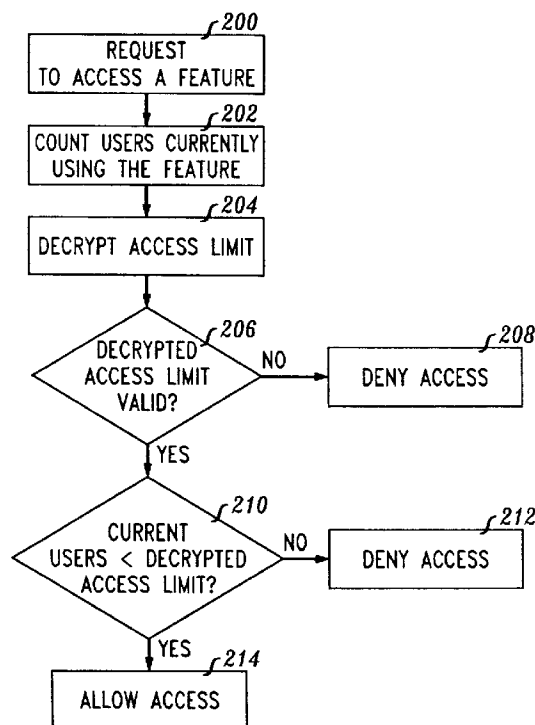 200
REQUEST
TO ACCESS A FEATURE
202
COUNT USERS CURRENTLY
USING THE FEATURE
204
DECRYPT ACCESS LIMIT
206
DECRYPTED
ACCESS LIMIT
VALID?
NO
208
DENY ACCESS
YES
210
CURRENT
USERS < DECRYPTED
ACCESS LIMIT?
NO
212
DENY ACCESS
YES
214
ALLOW ACCESS